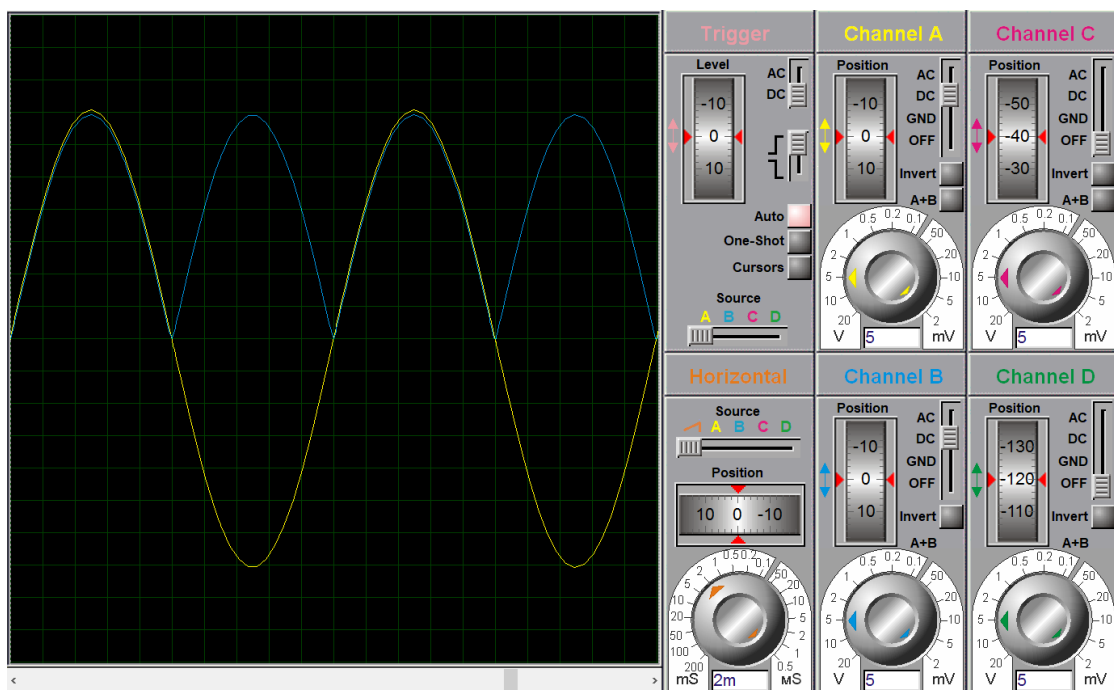 Trigger
Level
-10
0
10
AC
DC
Auto
One-Shot
Cursors
Source
A B C D
Channel A
Position
-10
0
10
AC
DC
GND
OFF
Invert
A+B
20 10 5 2 1 0.5 0.2 0.1 50 20 10 5 2
V 5 mV
Channel C
Position
-50
-40
-30
AC
DC
GND
OFF
Invert
A+B
20 10 5 2 1 0.5 0.2 0.1 50 20 10 5 2
V 5 mV
Horizontal
Source
A B C D
Position
10 0 -10
200 100 50 20 10 5 2 1 0.5 0.2 0.1 50 20 10 5 2 1 0.5
mS 2m мS
Channel B
Position
-10
0
10
AC
DC
GND
OFF
Invert
A+B
20 10 5 2 1 0.5 0.2 0.1 50 20 10 5 2
V 5 mV
Channel D
Position
-130
-120
-110
AC
DC
GND
OFF
Invert
A+B
20 10 5 2 1 0.5 0.2 0.1 50 20 10 5 2
V 5 mV